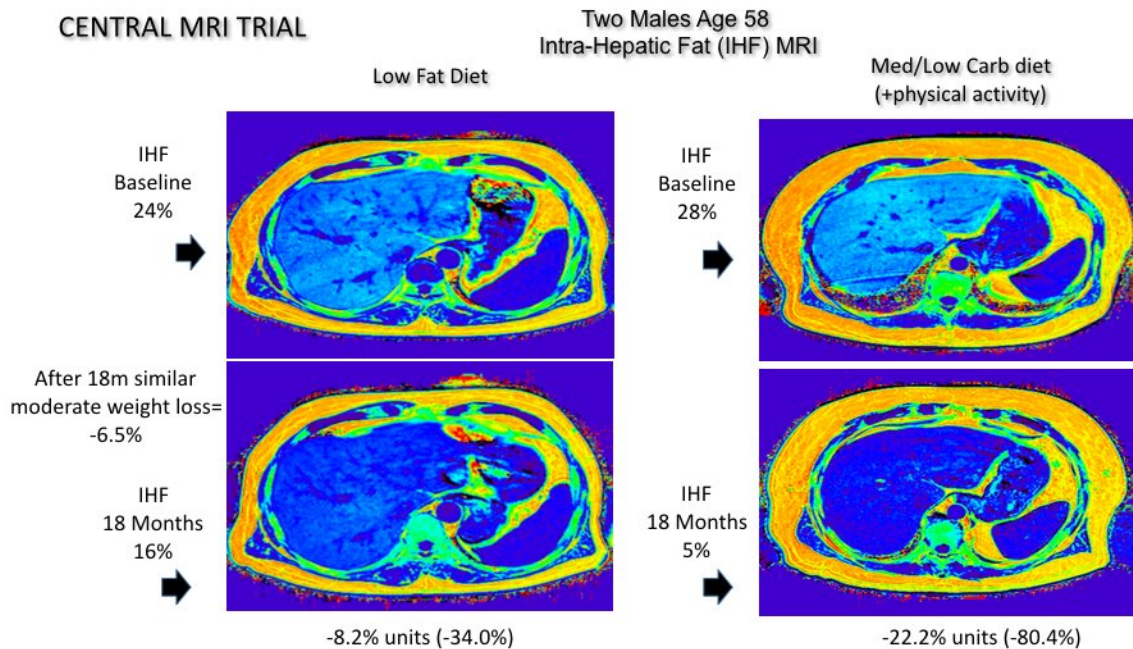 CENTRAL MRI TRIAL
Two Males Age 58
Intra-Hepatic Fat (IHF) MRI
Low Fat Diet
Med/Low Carb diet
(+physical activity)
IHF
Baseline
24%
IHF
Baseline
28%
After 18m similar
moderate weight loss=
-6.5%
IHF
18 Months
16%
IHF
18 Months
5%
-8.2% units (-34.0%)
-22.2% units (-80.4%)